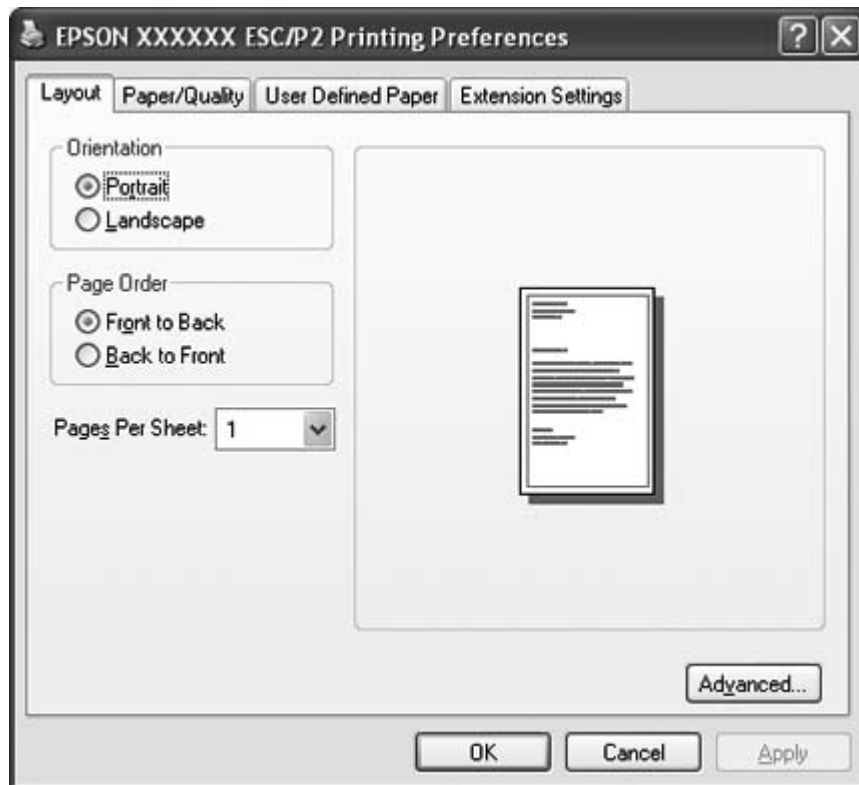 EPSON XXXXXX ESC/P2 Printing Preferences
Layout Paper/Quality User Defined Paper Extension Settings
Orientation
Portrait
Landscape
Page Order
Front to Back
Back to Front
Pages Per Sheet: 1
Advanced...
OK Cancel Apply